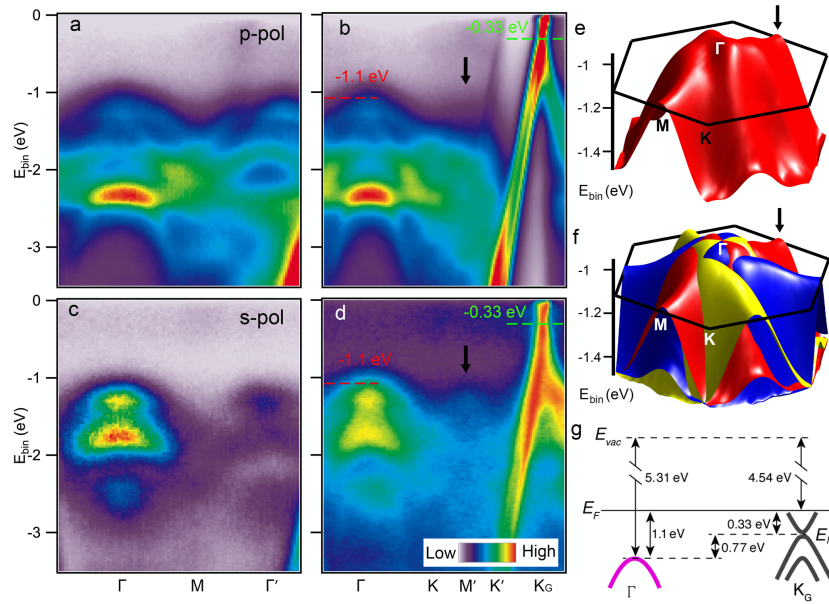 a
p-pol
b
-0.33 eV
-1.1 eV
0
-1
-2
-3
E_bin (eV)
c
s-pol
d
-0.33 eV
-1.1 eV
0
-1
-2
-3
E_bin (eV)
Low High
Γ M Γ′
Γ K M′ K′ K_G
e
Γ
-1
-1.2
M
K
-1.4
E_bin (eV)
f
Γ
-1
-1.2
M
K
-1.4
E_bin (eV)
g
E_vac
5.31 eV
4.54 eV
E_F
1.1 eV
0.33 eV
0.77 eV
Γ
K_G